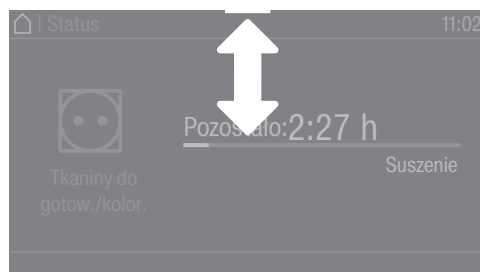 | Status 11:02
Pozostało: 2:27 h
Suszenie
Tkaniny do
gotow./kolor.